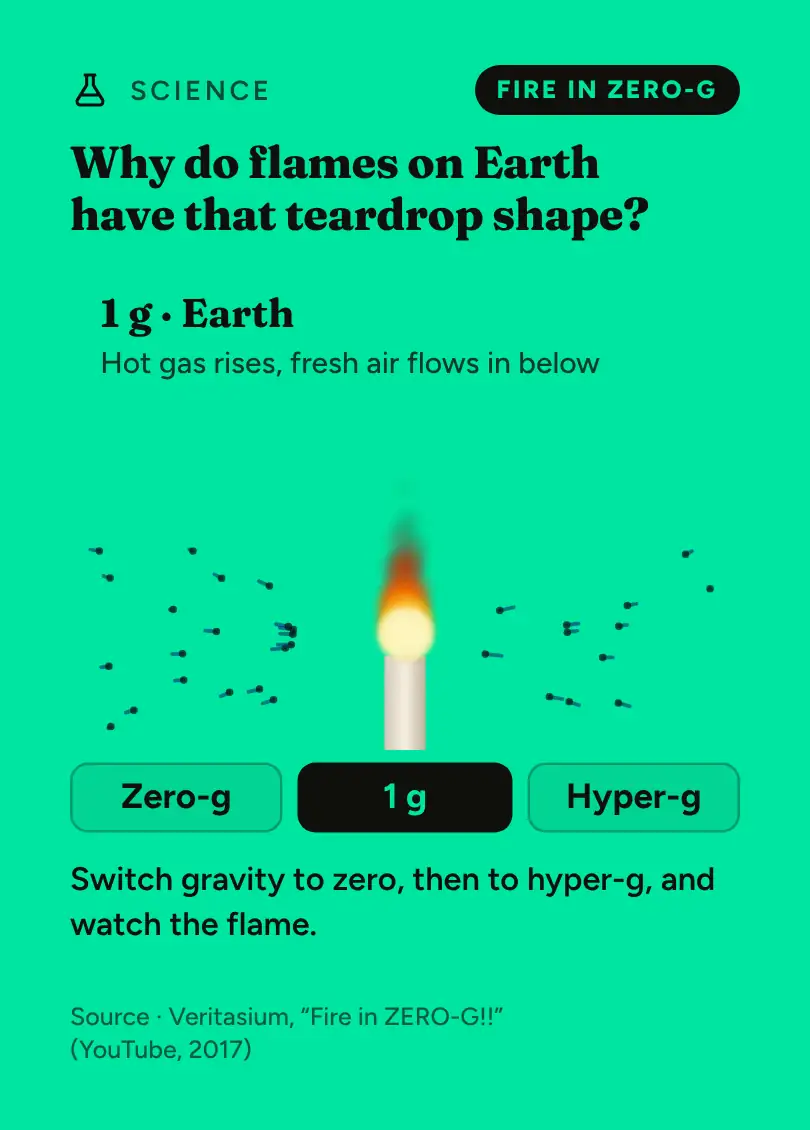 SCIENCE
FIRE IN ZERO-G
Why do flames on Earth
have that teardrop shape?
1 g · Earth
Hot gas rises, fresh air flows in below
Zero-g
1 g
Hyper-g
Switch gravity to zero, then to hyper-g, and
watch the flame.
Source · Veritasium, “Fire in ZERO-G!!”
(YouTube, 2017)